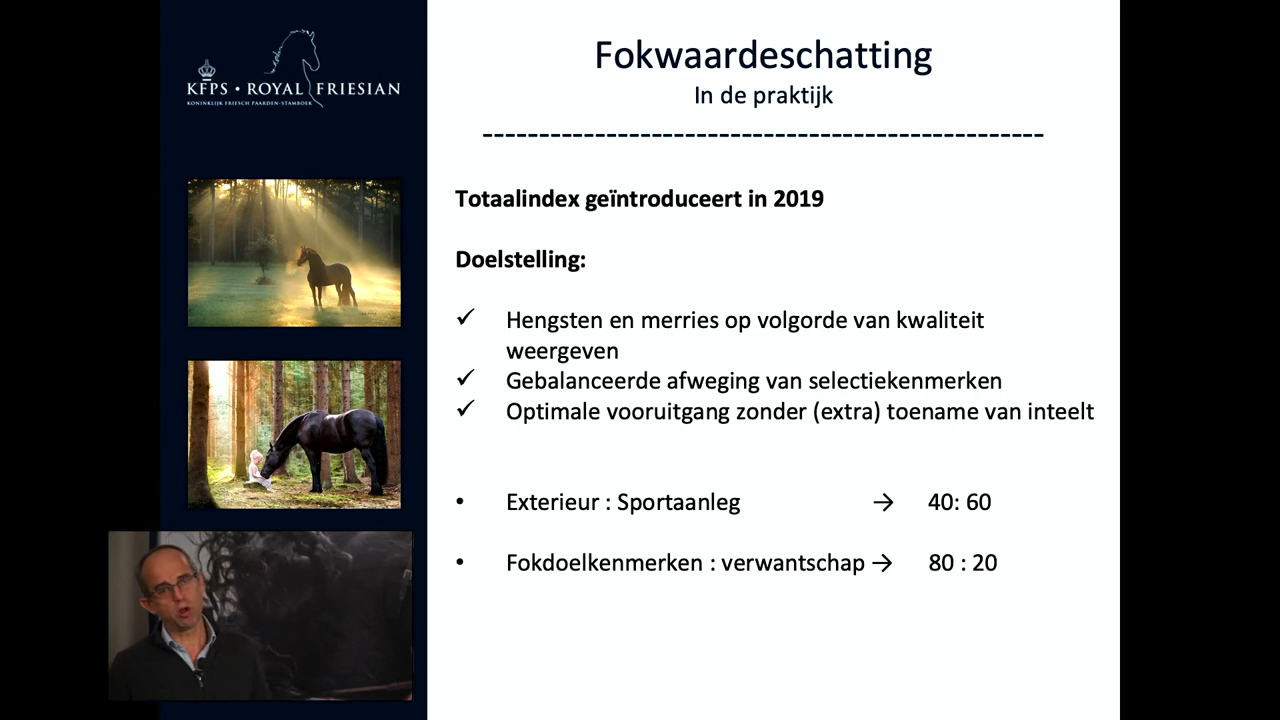 KFPS • ROYAL FRIESIAN
KONINKLIJK FRIESCH PAARDEN-STAMBOEK
Fokwaardeschatting
In de praktijk
-------------------------------------------------
Totaalindex geïntroduceert in 2019
Doelstelling:
✓ Hengsten en merries op volgorde van kwaliteit
weergeven
✓ Gebalanceerde afweging van selectiekenmerken
✓ Optimale vooruitgang zonder (extra) toename van inteelt
• Exterieur : Sportaanleg → 40: 60
• Fokdoelkenmerken : verwantschap → 80 : 20